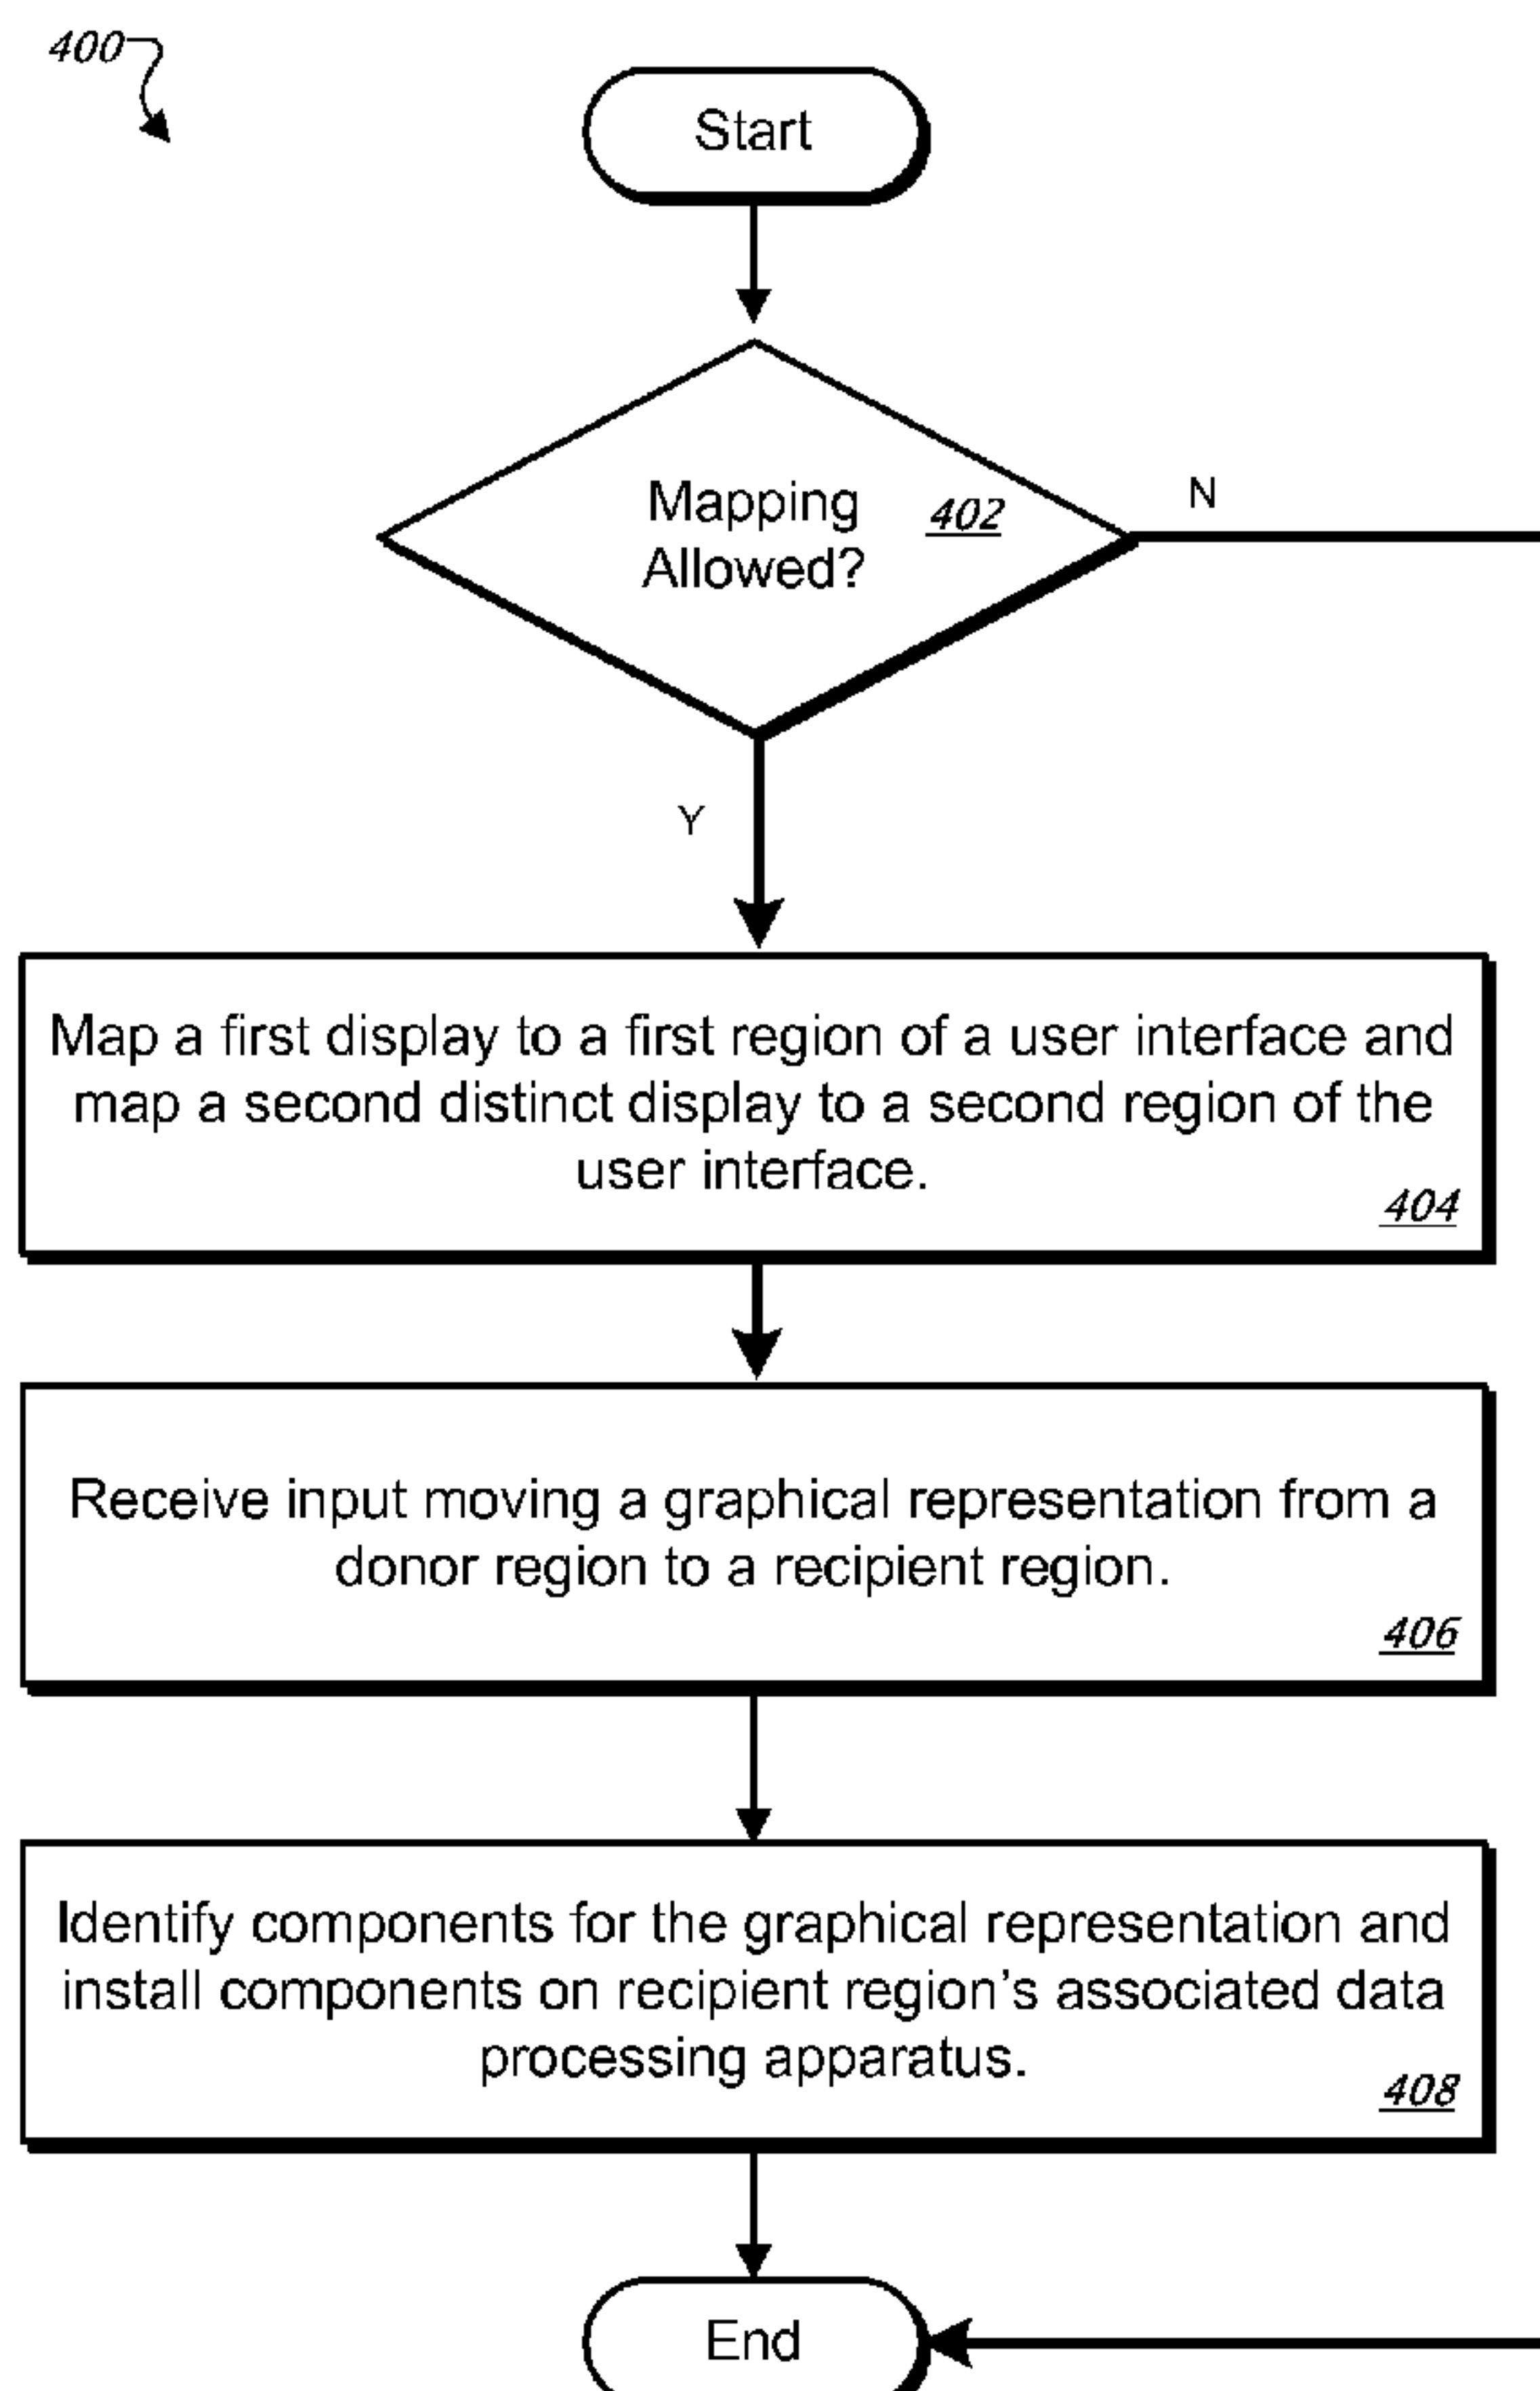 400
Start
Mapping
Allowed?
402
N
Y
Map a first display to a first region of a user interface and
map a second distinct display to a second region of the
user interface.
404
Receive input moving a graphical representation from a
donor region to a recipient region.
406
Identify components for the graphical representation and
install components on recipient region’s associated data
processing apparatus.
408
End